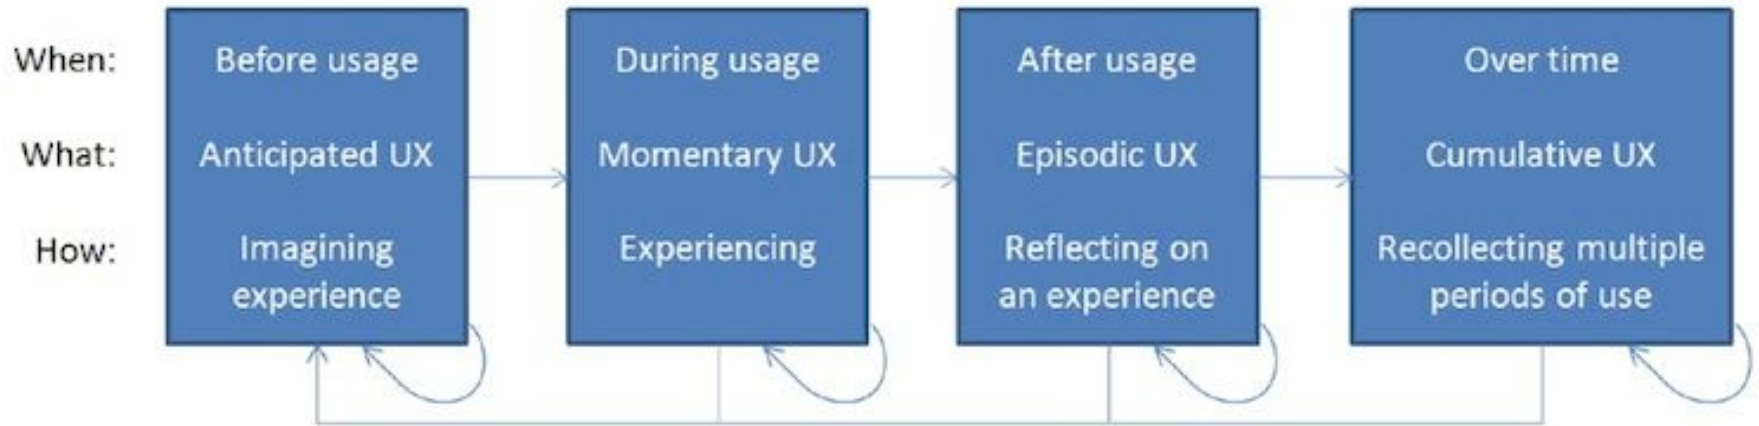 When: Before usage During usage After usage Over time
What: Anticipated UX Momentary UX Episodic UX Cumulative UX
How: Imagining Experiencing Reflecting on Recollecting multiple
experience an experience periods of use